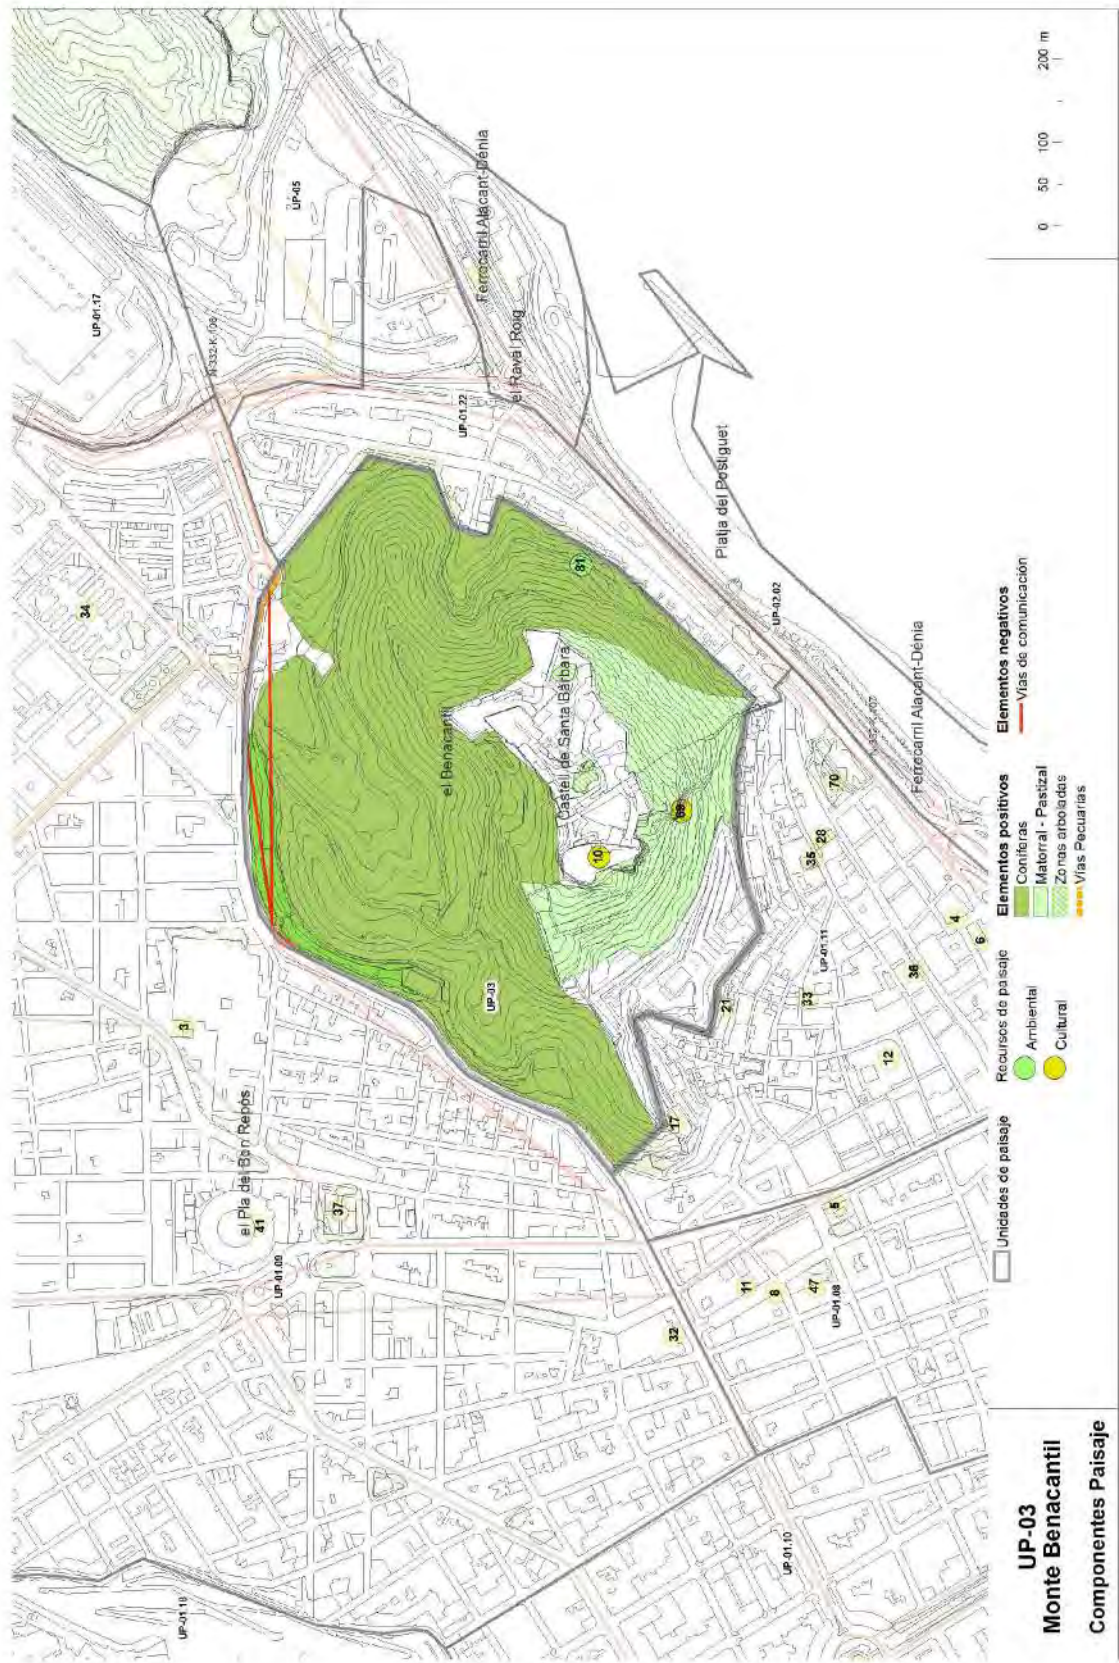 UP-03
Monte Benacantil
Componentes Paisaje
Unidades de paisaje
Recursos de paisaje
Ambiental
Cultural
Elementos positivos
Coníferas
Matorral - Pastizal
Zonas arboladas
Vías Pecuarias
Elementos negativos
Vías de comunicación
0 50 100 200 m
UP-01.18
UP-01.09
el Pla del Bon Repòs
41
37
3
34
UP-01.17
N-332-K-106
UP-05
Ferrocarril Alacant-Dénia
el Raval Roig
UP-01.22
el Benacantil
Castell de Santa Bàrbara
UP-03
10
69
81
Platja del Postiguet
UP-02.02
Ferrocarril Alacant-Dénia
70
28
35
UP-01.11
33
21
17
12
36
4
6
5
47
UP-01.08
8
11
32
UP-01.10